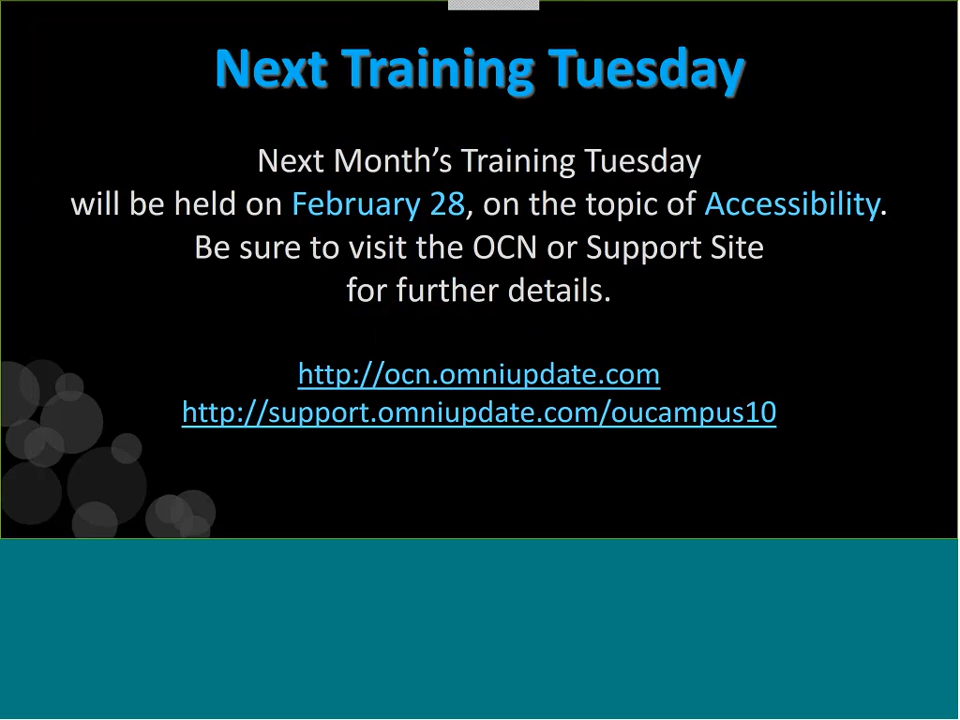 Next Training Tuesday
Next Month’s Training Tuesday
will be held on February 28, on the topic of Accessibility.
Be sure to visit the OCN or Support Site
for further details.
http://ocn.omniupdate.com
http://support.omniupdate.com/oucampus10